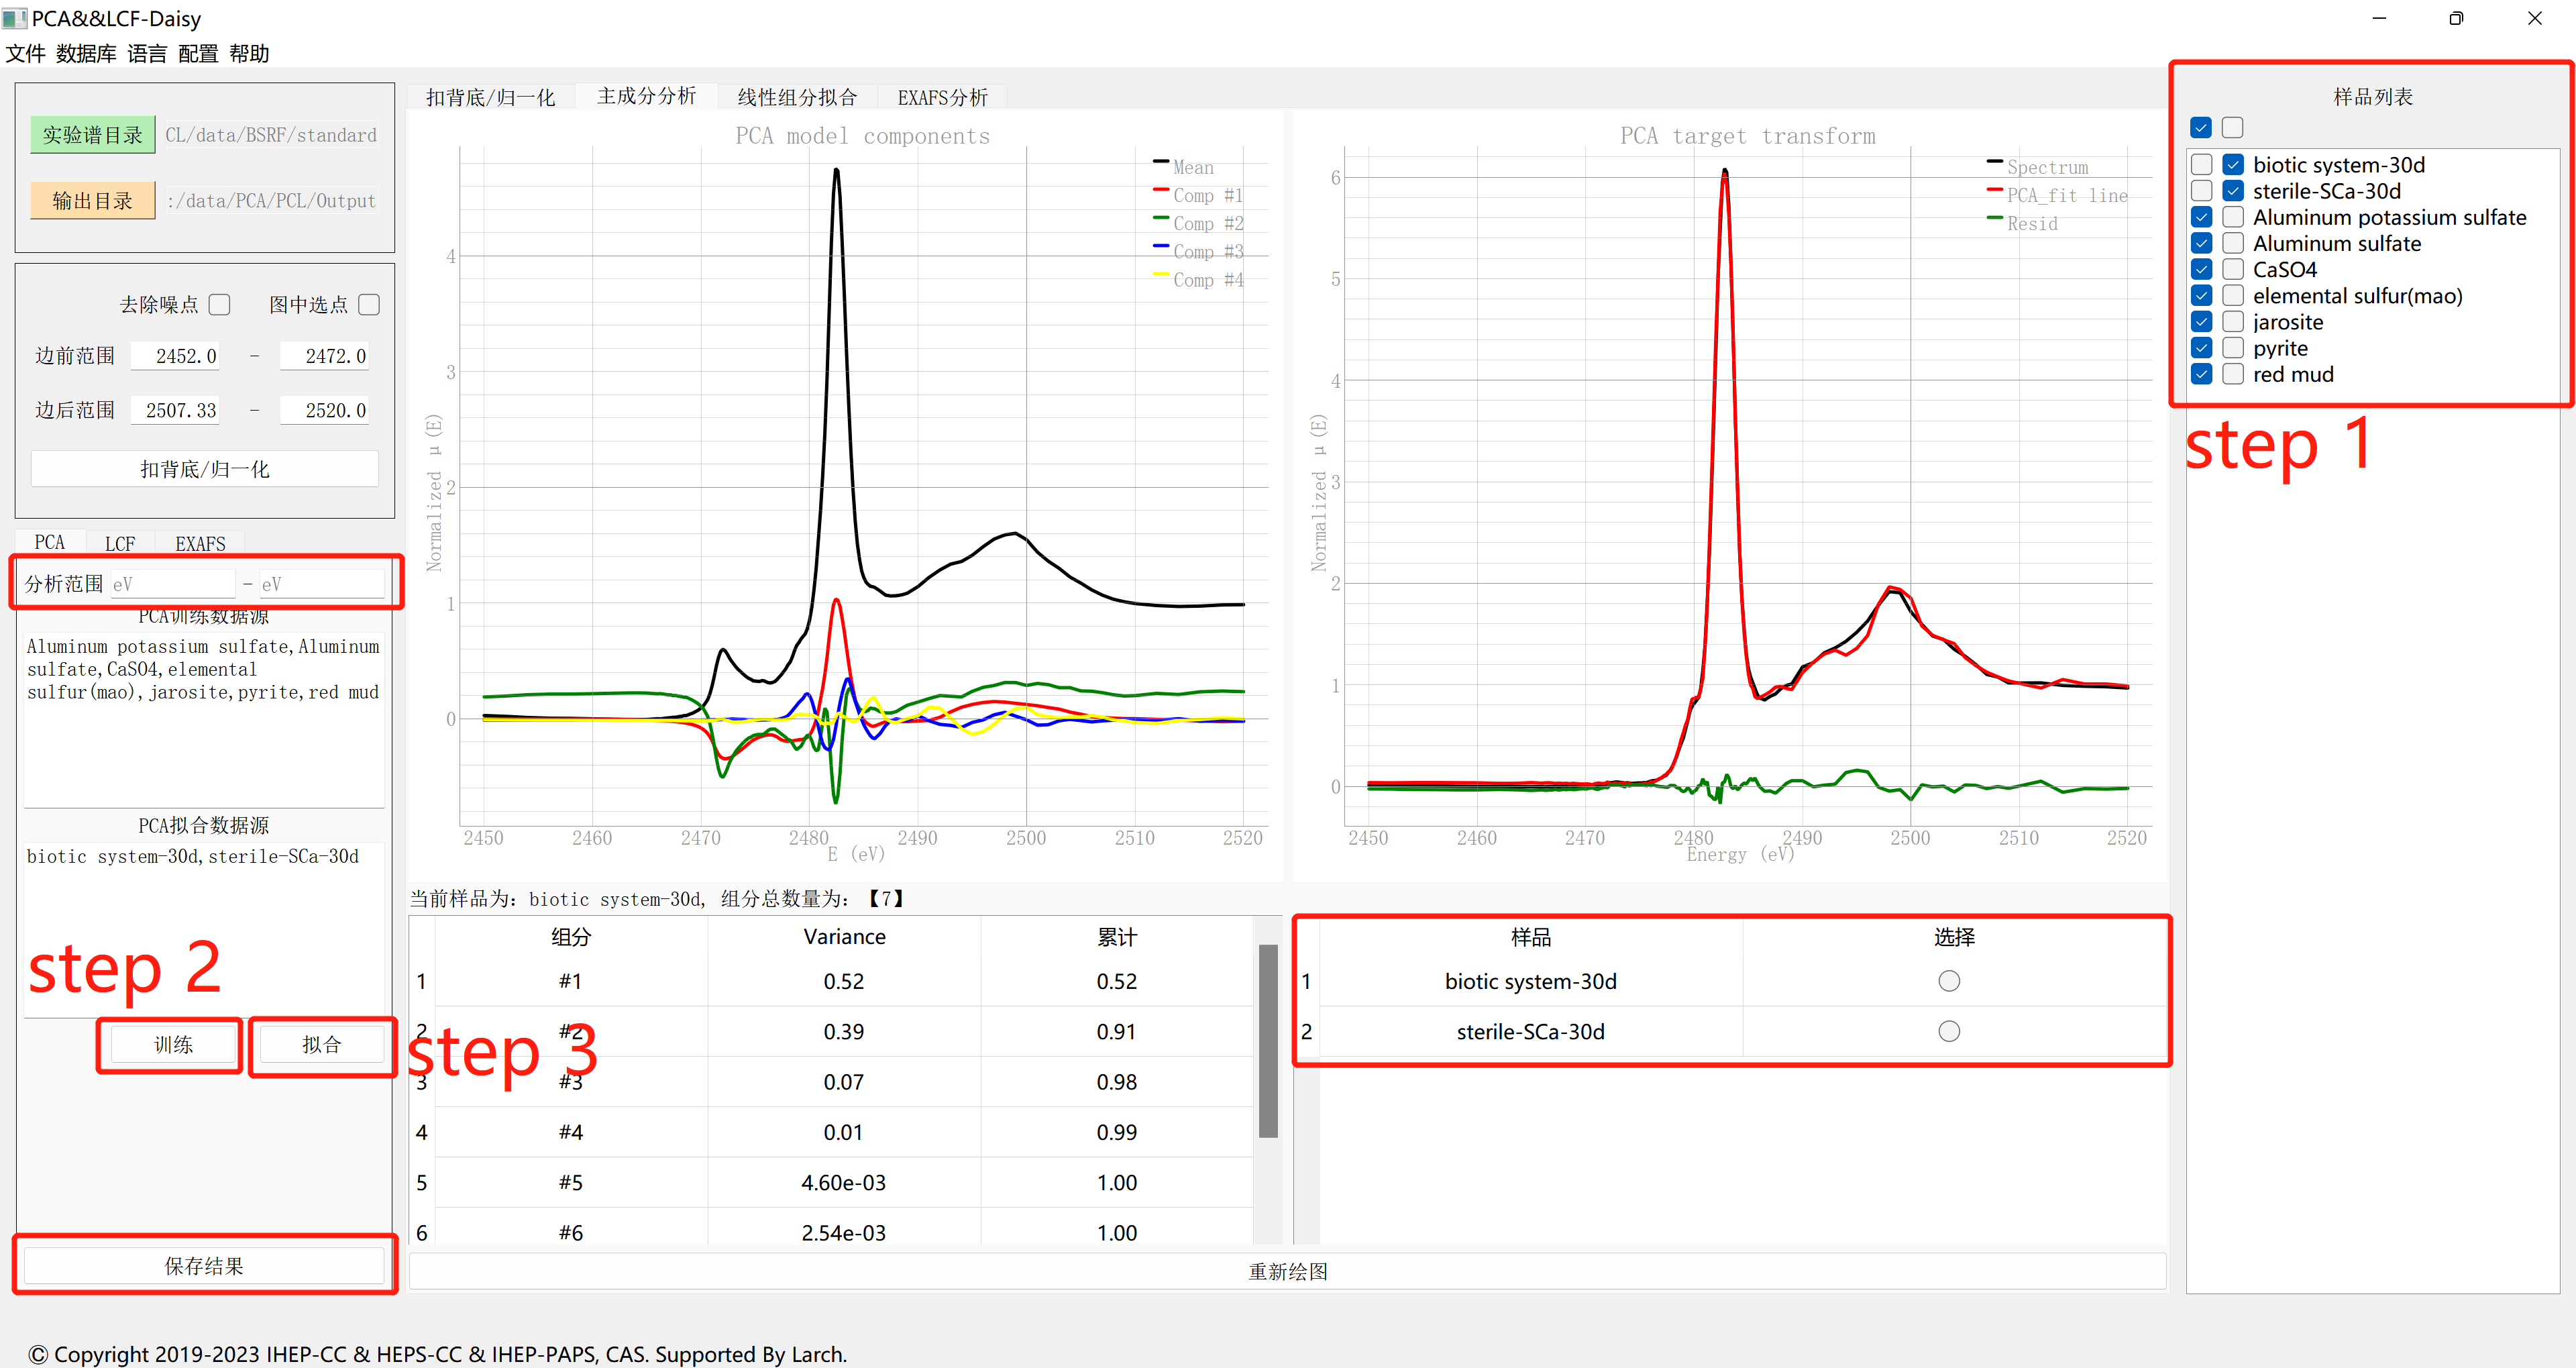 PCA&&LCF-Daisy
文件 数据库 语言 配置 帮助
实验谱目录 CL/data/BSRF/standard
输出目录 :/data/PCA/PCL/Output
去除噪点 图中选点
边前范围 2452.0 - 2472.0
边后范围 2507.33 - 2520.0
扣背底/归一化
PCA LCF EXAFS
分析范围 eV - eV
PCA训练数据源
Aluminum potassium sulfate,Aluminum
sulfate,CaSO4,elemental
sulfur(mao),jarosite,pyrite,red mud
PCA拟合数据源
biotic system-30d,sterile-SCa-30d
step 2
训练 拟合
step 3
保存结果
扣背底/归一化 主成分分析 线性组分拟合 EXAFS分析
PCA model components
Mean
Comp #1
Comp #2
Comp #3
Comp #4
Normalized μ(E)
4
3
2
1
0
2450 2460 2470 2480 2490 2500 2510 2520
E (eV)
PCA target transform
Spectrum
PCA_fit line
Resid
Normalized μ(E)
6
5
4
3
2
1
0
2450 2460 2470 2480 2490 2500 2510 2520
Energy (eV)
当前样品为: biotic system-30d, 组分总数量为: 【7】
组分 Variance 累计
1 #1 0.52 0.52
2 #2 0.39 0.91
3 #3 0.07 0.98
4 #4 0.01 0.99
5 #5 4.60e-03 1.00
6 #6 2.54e-03 1.00
样品 选择
1 biotic system-30d
2 sterile-SCa-30d
重新绘图
样品列表
biotic system-30d
sterile-SCa-30d
Aluminum potassium sulfate
Aluminum sulfate
CaSO4
elemental sulfur(mao)
jarosite
pyrite
red mud
step 1
© Copyright 2019-2023 IHEP-CC & HEPS-CC & IHEP-PAPS, CAS. Supported By Larch.